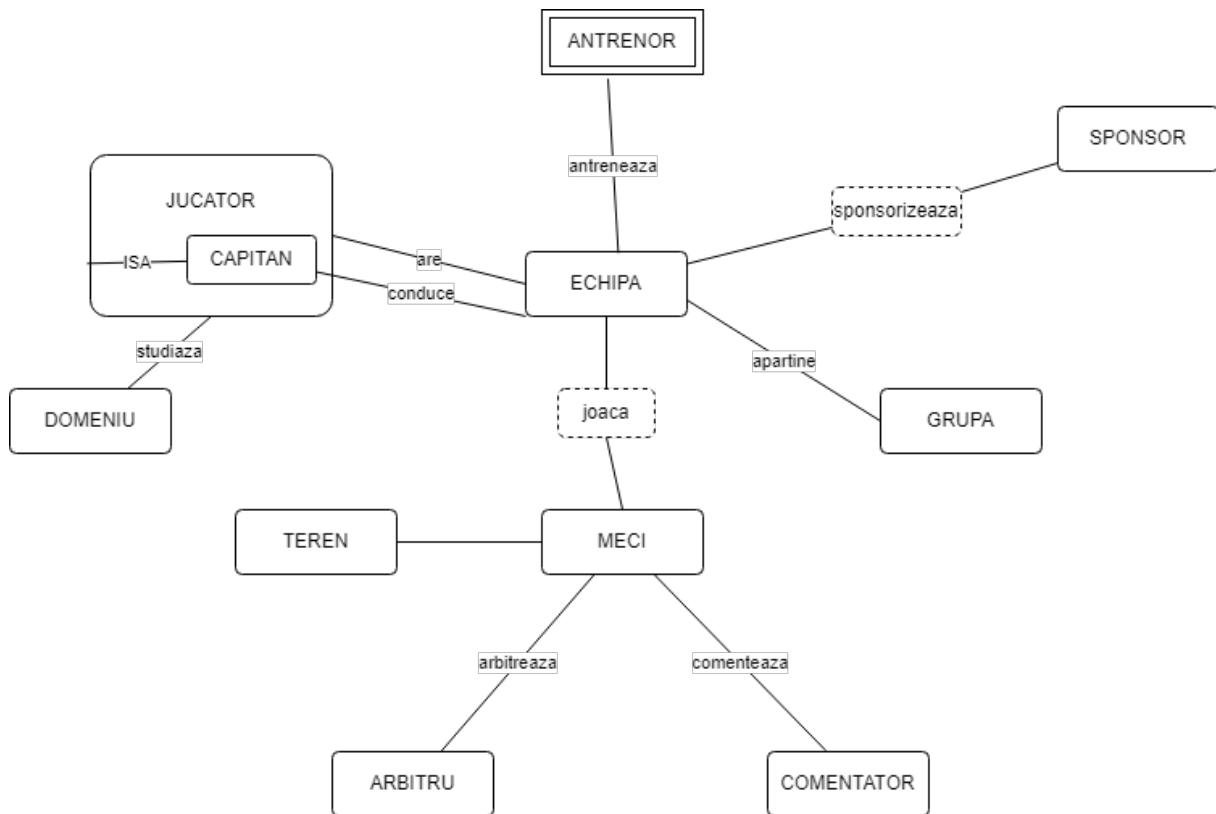 ANTRENOR
SPONSOR
antreneaza
JUCATOR
sponsorizeaza
ISA
CAPITAN
are
ECHIPA
conduce
studiaza
apartine
DOMENIU
joaca
GRUPA
TEREN
MECI
arbitreaza
comenteaza
ARBITRU
COMENTATOR